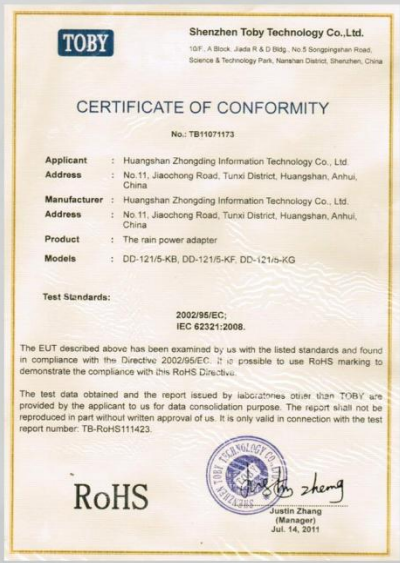 TOBY
Shenzhen Toby Technology Co.,Ltd.
10/F., A Block, Jiada R & D Bldg., No.5 Songpingshan Road,
Science & Technology Park, Nanshan District, Shenzhen, China
CERTIFICATE OF CONFORMITY
No.: TB11071173
Applicant : Huangshan Zhongding Information Technology Co., Ltd.
Address : No.11, Jiaochong Road, Tunxi District, Huangshan, Anhui,
China
Manufacturer : Huangshan Zhongding Information Technology Co., Ltd.
Address : No.11, Jiaochong Road, Tunxi District, Huangshan, Anhui,
China
Product : The rain power adapter
Models : DD-121/5-KB, DD-121/5-KF, DD-121/5-KG
Test Standards:
2002/95/EC;
IEC 62321:2008.
The EUT described above has been examined by us with the listed standards and found
in compliance with the Directive 2002/95/EC. It is possible to use RoHS marking to
demonstrate the compliance with this RoHS Directive.
The test data obtained and the report issued by laboratories other than TOBY are
provided by the applicant to us for data consolidation purpose. The report shall not be
reproduced in part without written approval of us. It is only valid in connection with the test
report number: TB-RoHS111423.
RoHS
SHENZHEN TOBY TECHNOLOGY CO., LTD
Justin Zhang
(Manager)
Jul. 14, 2011